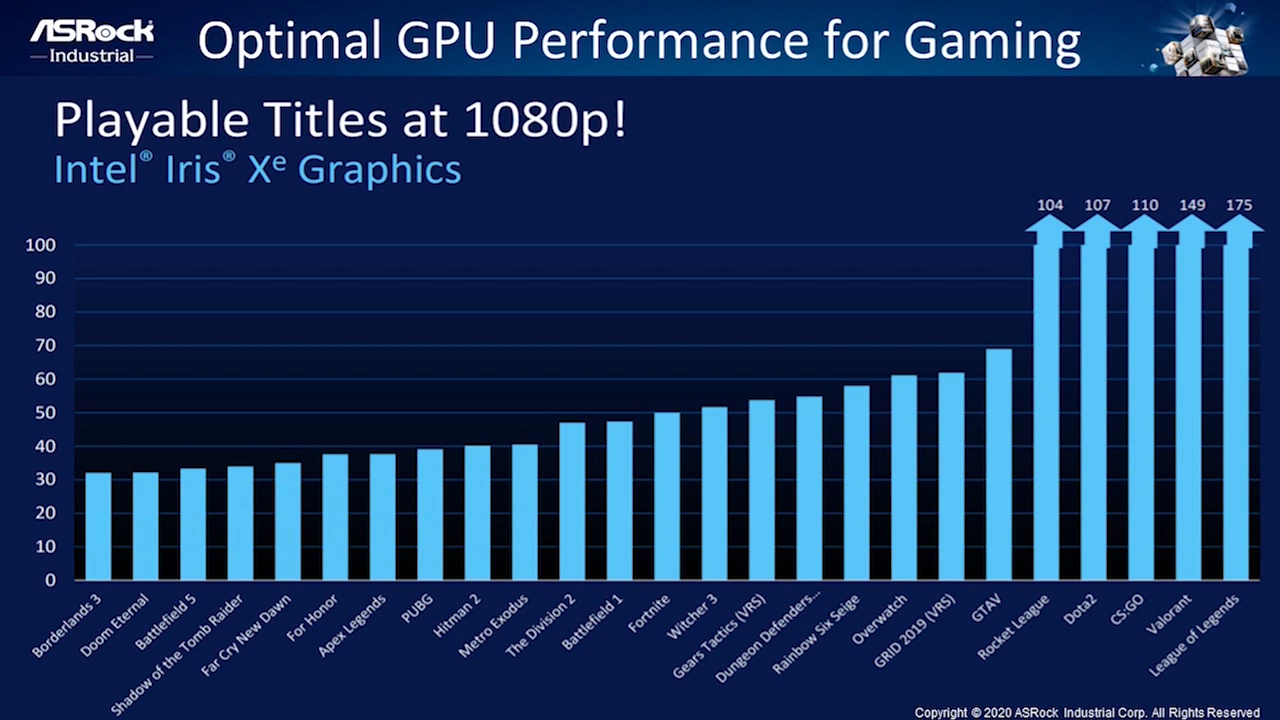 ASRock
Industrial
Optimal GPU Performance for Gaming
Playable Titles at 1080p!
Intel® Iris® Xᵉ Graphics
104 107 110 149 175
100
90
80
70
60
50
40
30
20
10
0
Borderlands 3
Doom Eternal
Battlefield 5
Shadow of the Tomb Raider
Far Cry New Dawn
For Honor
Apex Legends
PUBG
Hitman 2
Metro Exodus
The Division 2
Battlefield 1
Fortnite
Witcher 3
Gears Tactics (VRS)
Dungeon Defenders...
Rainbow Six Seige
Overwatch
GRID 2019 (VRS)
GTAV
Rocket League
Dota2
CS:GO
Valorant
League of Legends
Copyright © 2020 ASRock Industrial Corp. All Rights Reserved